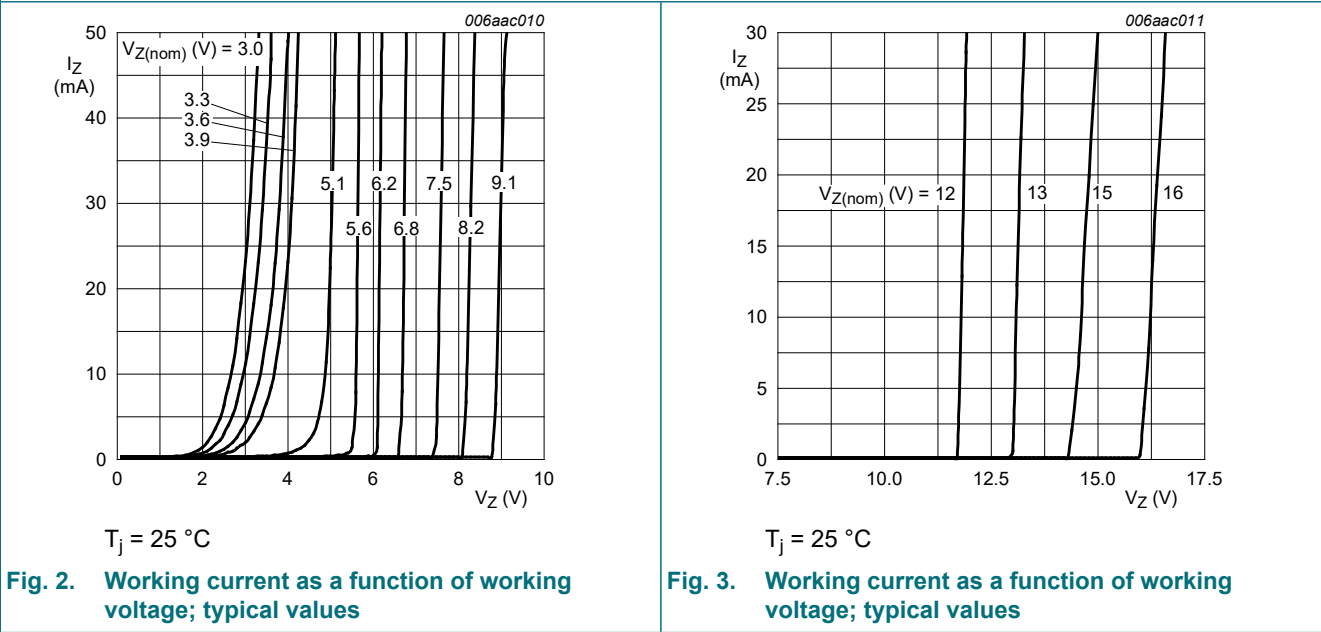 006aac010
50
IZ
(mA)
VZ(nom) (V) = 3.0
3.3
3.6
3.9
40
5.1
6.2
7.5
9.1
30
5.6
6.8
8.2
20
10
0
0
2
4
6
8
10
VZ (V)
Tj = 25 °C
Fig. 2. Working current as a function of working
voltage; typical values
006aac011
30
IZ
(mA)
25
20
VZ(nom) (V) = 12
13
15
16
15
10
5
0
7.5
10.0
12.5
15.0
17.5
VZ (V)
Tj = 25 °C
Fig. 3. Working current as a function of working
voltage; typical values